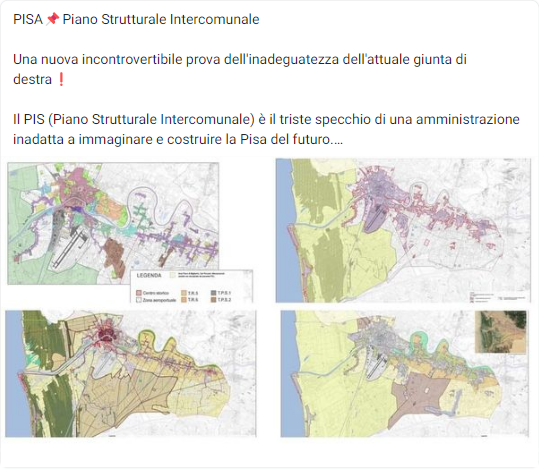 PISA 📌 Piano Strutturale Intercomunale
Una nuova incontrovertibile prova dell'inadeguatezza dell'attuale giunta di
destra ❗
Il PIS (Piano Strutturale Intercomunale) è il triste specchio di una amministrazione
inadatta a immaginare e costruire la Pisa del futuro....
LEGENDA
Centro storico
T.R.5
T.P.S.1
Zone aeroportuale
T.R.6
T.P.S.2